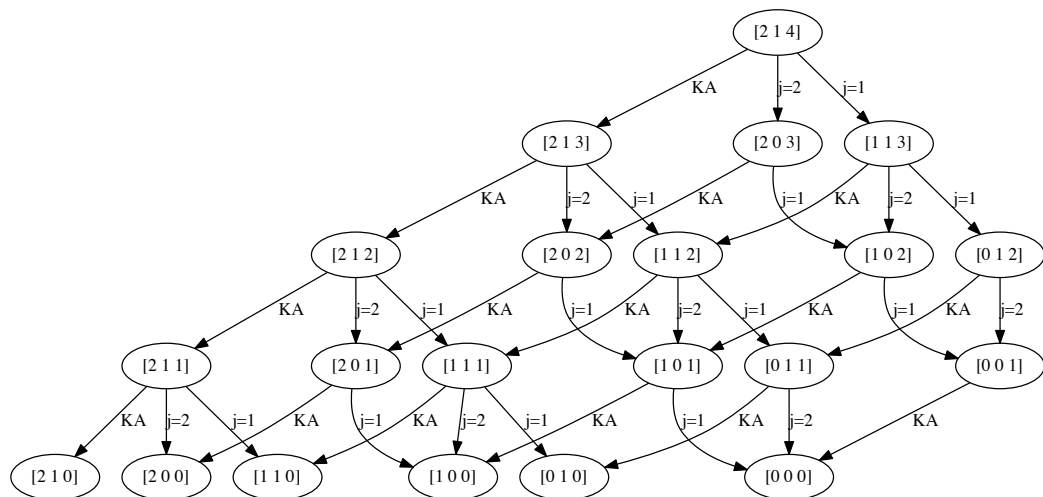 [2 1 4]
KA
j=2
j=1
[2 1 3]
[2 0 3]
[1 1 3]
KA
j=2
j=1
KA
j=1
KA
j=2
j=1
[2 1 2]
[2 0 2]
[1 1 2]
[1 0 2]
[0 1 2]
KA
j=2
j=1
KA
j=1
KA
j=2
j=1
KA
j=1
KA
j=2
[2 1 1]
[2 0 1]
[1 1 1]
[1 0 1]
[0 1 1]
[0 0 1]
KA
j=2
j=1
KA
j=1
KA
j=2
j=1
KA
j=1
KA
j=2
KA
[2 1 0]
[2 0 0]
[1 1 0]
[1 0 0]
[0 1 0]
[0 0 0]